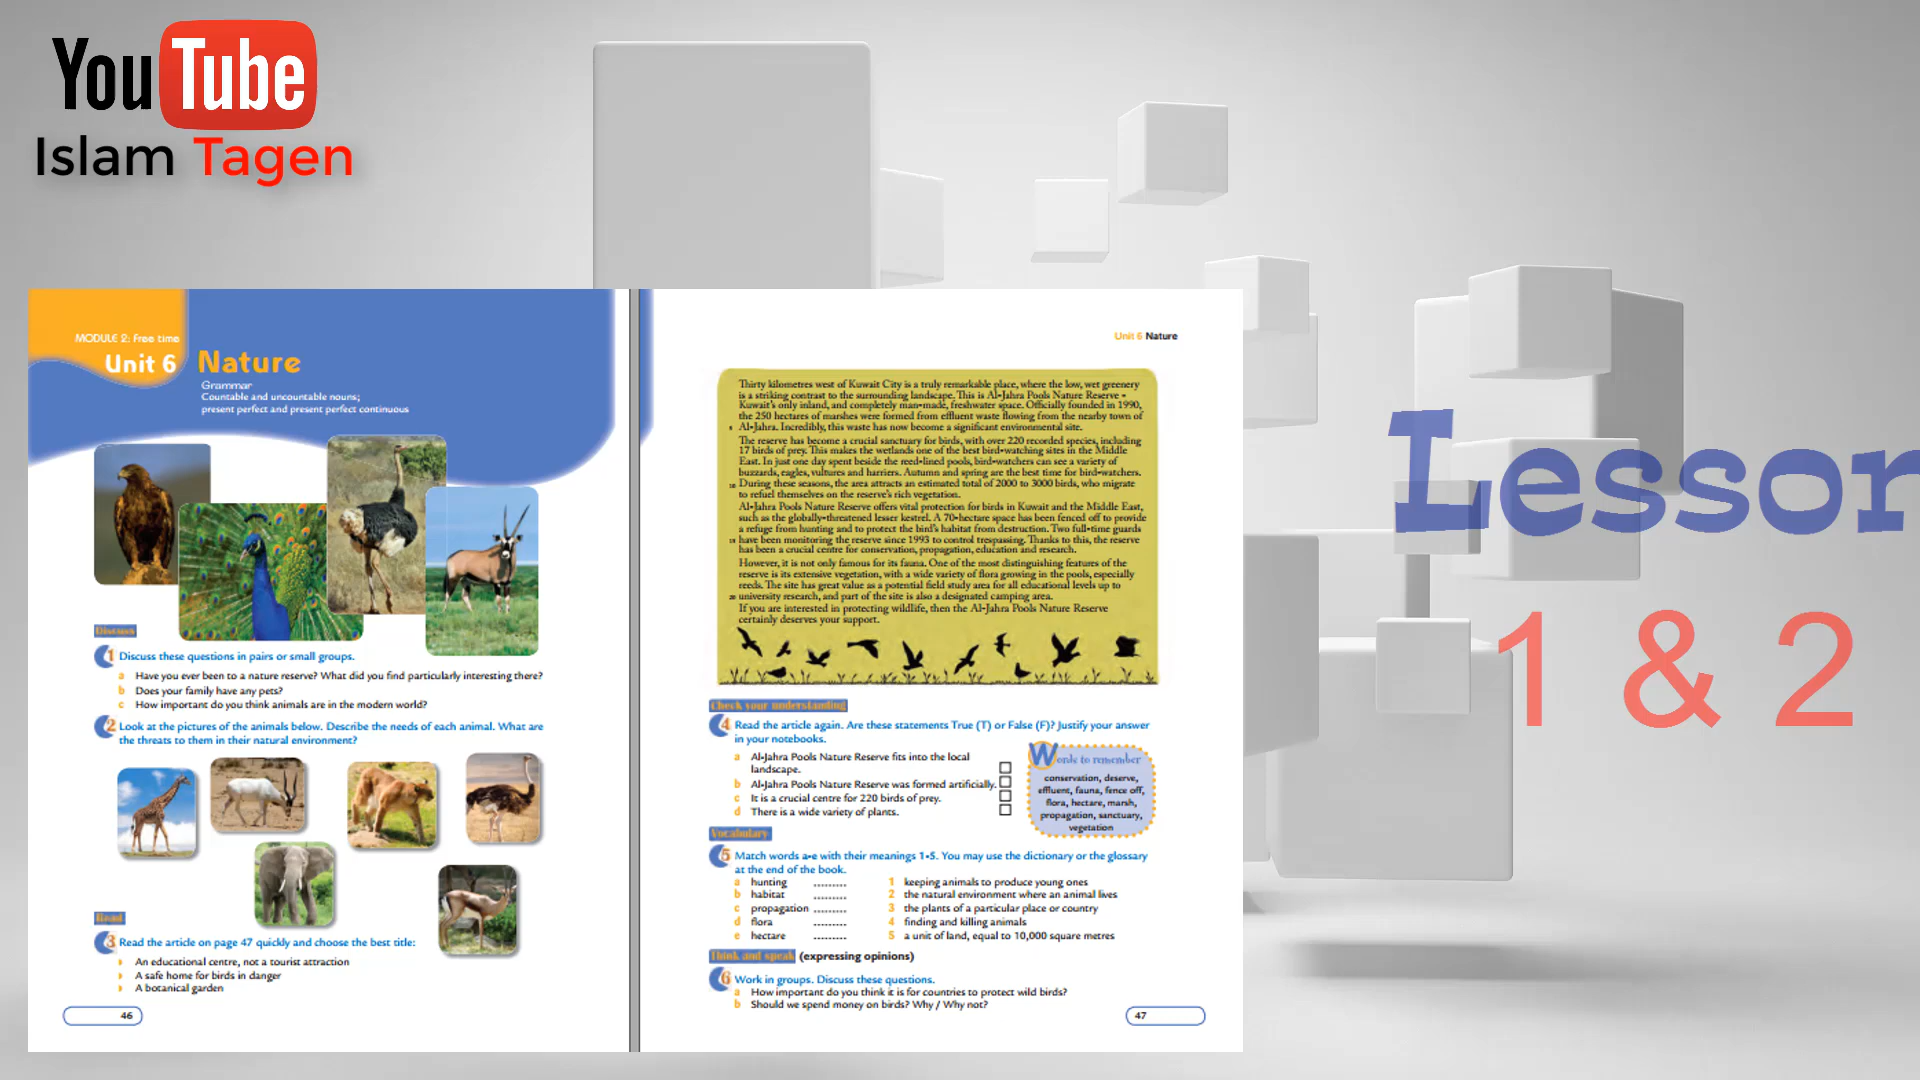 YouTube
Islam Tagen
MODULE 2: Free time
Unit 6 Nature
Grammar
Countable and uncountable nouns;
present perfect and present perfect continuous
Discuss
1 Discuss these questions in pairs or small groups.
a Have you ever been to a nature reserve? What did you find particularly interesting there?
b Does your family have any pets?
c How important do you think animals are in the modern world?
2 Look at the pictures of the animals below. Describe the needs of each animal. What are
the threats to them in their natural environment?
Read
3 Read the article on page 47 quickly and choose the best title:
An educational centre, not a tourist attraction
A safe home for birds in danger
A botanical garden
46
Unit 6 Nature
Thirty kilometres west of Kuwait City is a truly remarkable place, where the low, wet greenery
is a striking contrast to the surrounding landscape. This is Al-Jahra Pools Nature Reserve -
Kuwait's only inland, and completely man-made, freshwater space. Officially founded in 1990,
the 250 hectares of marshes were formed from effluent waste flowing from the nearby town of
5 Al-Jahra. Incredibly, this waste has now become a significant environmental site.
The reserve has become a crucial sanctuary for birds, with over 220 recorded species, including
17 birds of prey. This makes the wetlands one of the best bird-watching sites in the Middle
East. In just one day spent beside the reed-lined pools, bird-watchers can see a variety of
buzzards, eagles, vultures and harriers. Autumn and spring are the best time for bird-watchers.
10 During these seasons, the area attracts an estimated total of 2000 to 3000 birds, who migrate
to refuel themselves on the reserve's rich vegetation.
Al-Jahra Pools Nature Reserve offers vital protection for birds in Kuwait and the Middle East,
such as the globally-threatened lesser kestrel. A 70-hectare space has been fenced off to provide
a refuge from hunting and to protect the bird's habitat from destruction. Two full-time guards
15 have been monitoring the reserve since 1993 to control trespassing. Thanks to this, the reserve
has been a crucial centre for conservation, propagation, education and research.
However, it is not only famous for its fauna. One of the most distinguishing features of the
reserve is its extensive vegetation, with a wide variety of flora growing in the pools, especially
reeds. The site has great value as a potential field study area for all educational levels up to
20 university research, and part of the site is also a designated camping area.
If you are interested in protecting wildlife, then the Al-Jahra Pools Nature Reserve
certainly deserves your support.
Check your understanding
4 Read the article again. Are these statements True (T) or False (F)? Justify your answer
in your notebooks.
a Al-Jahra Pools Nature Reserve fits into the local
landscape.
b Al-Jahra Pools Nature Reserve was formed artificially.
c It is a crucial centre for 220 birds of prey.
d There is a wide variety of plants.
Words to remember
conservation, deserve,
effluent, fauna, fence off,
flora, hectare, marsh,
propagation, sanctuary,
vegetation
Vocabulary
5 Match words a-e with their meanings 1-5. You may use the dictionary or the glossary
at the end of the book.
a hunting ......... 1 keeping animals to produce young ones
b habitat ......... 2 the natural environment where an animal lives
c propagation ......... 3 the plants of a particular place or country
d flora ......... 4 finding and killing animals
e hectare ......... 5 a unit of land, equal to 10,000 square metres
Think and speak (expressing opinions)
6 Work in groups. Discuss these questions.
a How important do you think it is for countries to protect wild birds?
b Should we spend money on birds? Why / Why not?
47
Lesson
1 & 2